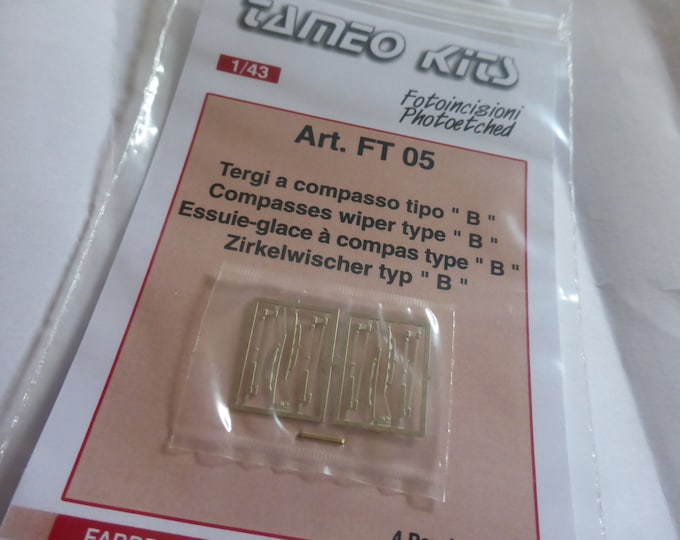 TAMEO KITS
1/43
Fotoincisioni
Photoetched
Art. FT 05
Tergi a compasso tipo " B "
Compasses wiper type " B "
Essuie-glace à compas type " B "
Zirkelwischer typ " B "